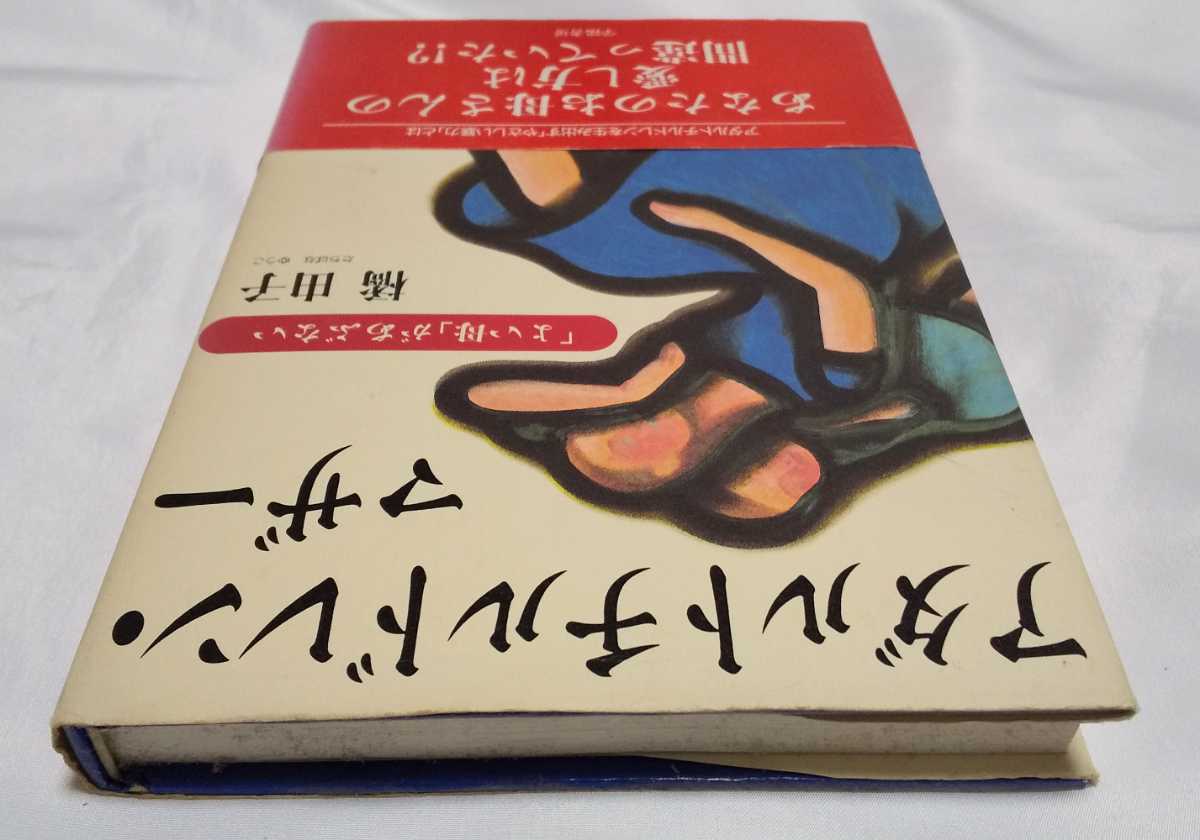 アダルトチルドレン・
マザー
「よい母」があぶない
橘 由子
たちばな ゆうこ
アダルトチルドレンを生み出す「やさしい暴力」とは
あなたのお母さんの
愛し方は
間違っていた!?
学陽書房